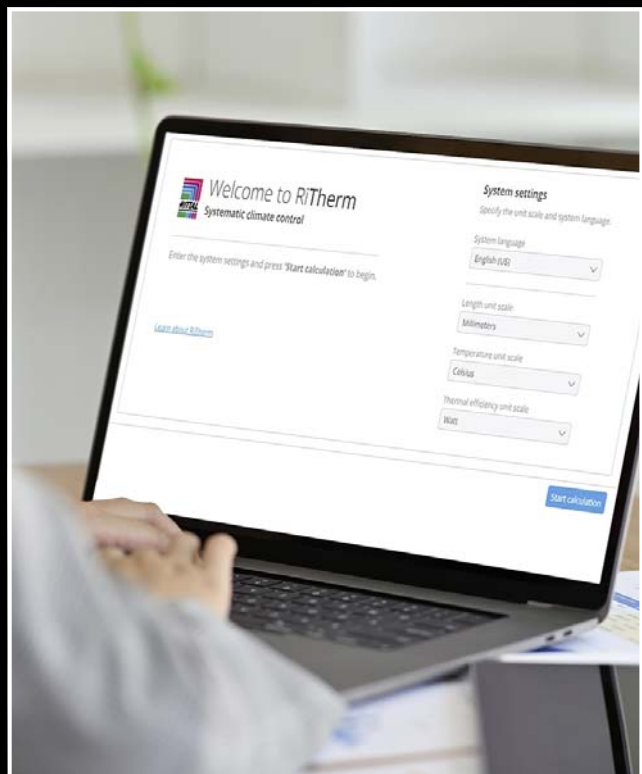 RITTAL
Welcome to RiTherm
Systematic climate control
Enter the system settings and press "Start calculation" to begin.
Learn about RiTherm
System settings
Specify the unit scale and system language.
System language
English (US)
Length unit scale
Millimeters
Temperature unit scale
Celsius
Thermal efficiency unit scale
Watt
Start calculation